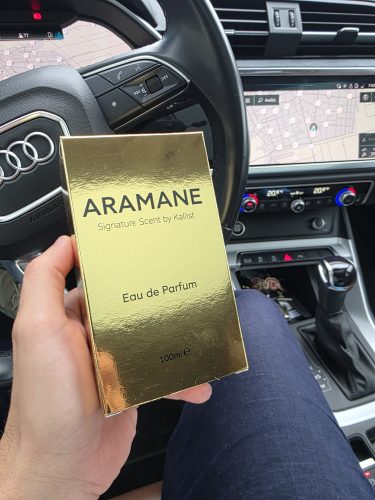 ARAMANE
Signature Scent by Kallist
Eau de Parfum
100ml ℮